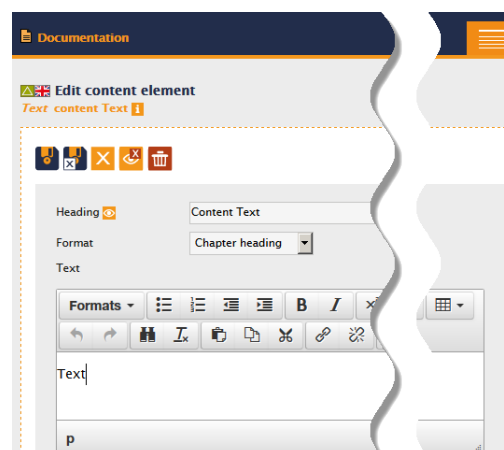 Documentation
Edit content element
Text content Text i
Heading Content Text
Format Chapter heading
Text
Formats B I
Text
p